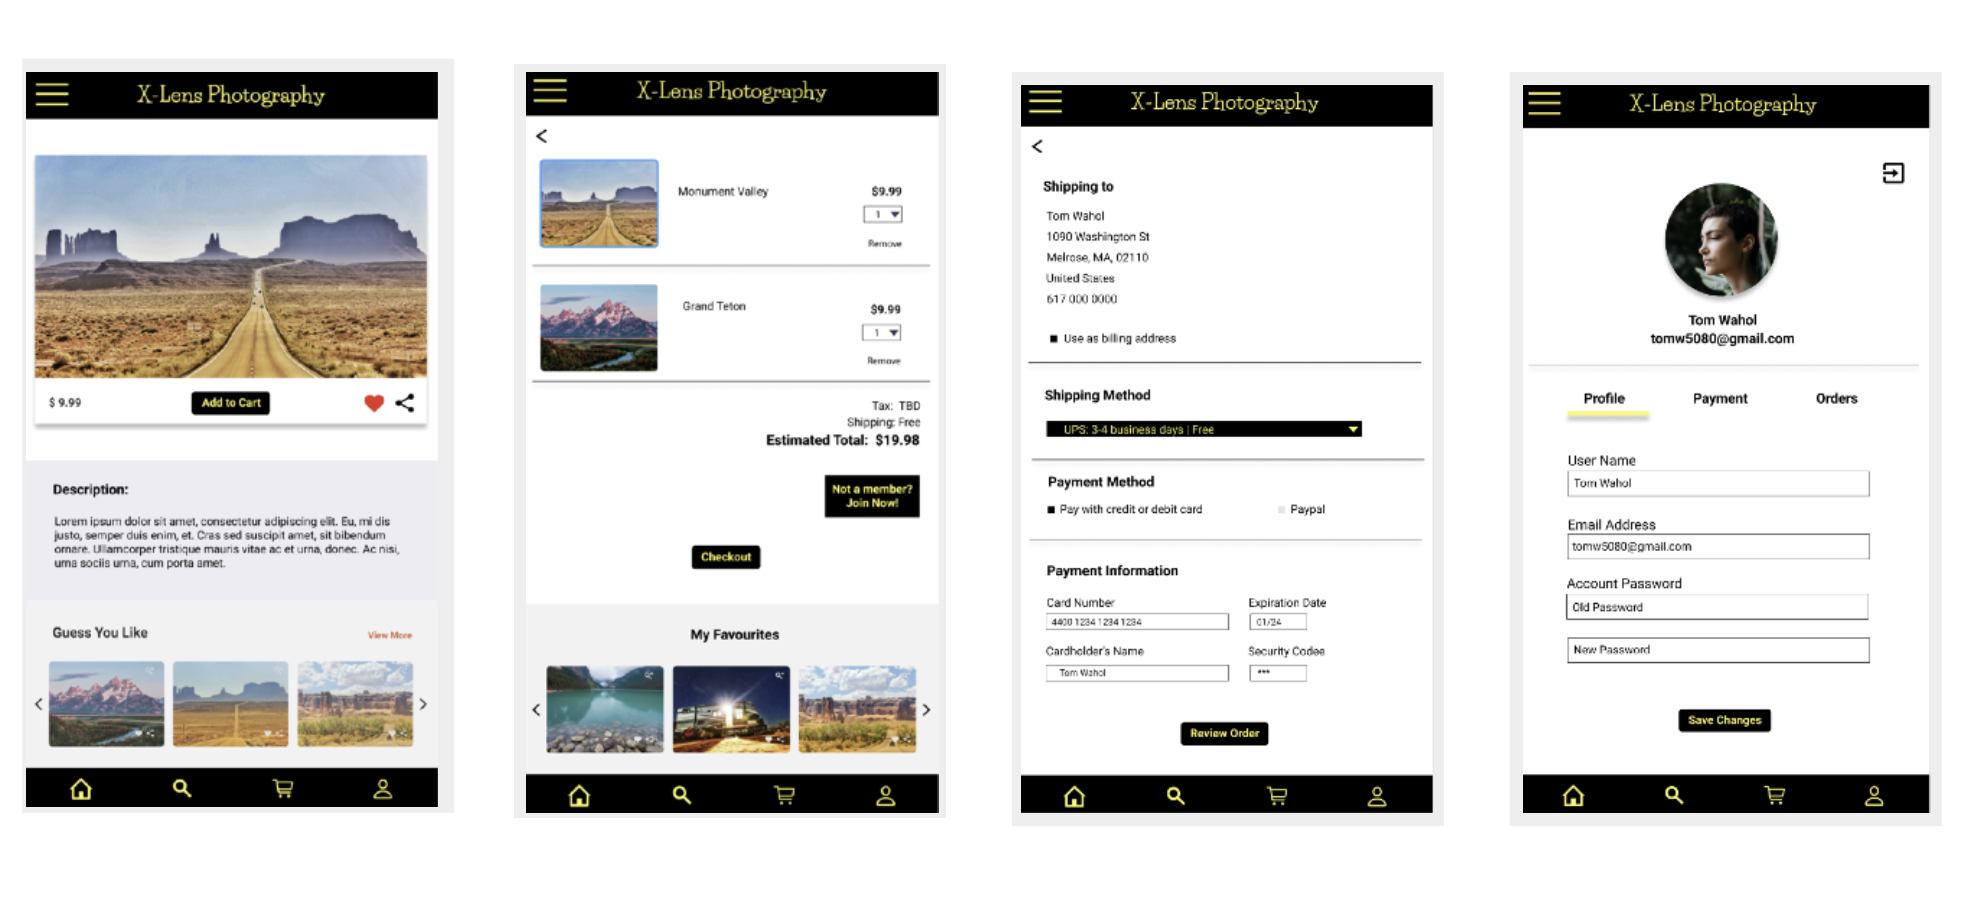 X-Lens Photography
$ 9.99
Add to Cart
Description:
Lorem ipsum dolor sit amet, consectetur adipiscing elit. Eu, mi dis
justo, semper duis enim, et. Cras sed suscipit amet, sit bibendum
ornare. Ullamcorper tristique mauris vitae ac et urna, donec. Ac nisi,
urna sociis urna, cum porta amet.
Guess You Like
View More
X-Lens Photography
<
Monument Valley
$9.99
1
Remove
Grand Teton
$9.99
1
Remove
Tax: TBD
Shipping: Free
Estimated Total: $19.98
Not a member?
Join Now!
Checkout
My Favourites
X-Lens Photography
<
Shipping to
Tom Wahol
1090 Washington St
Melrose, MA, 02110
United States
617 000 0000
Use as billing address
Shipping Method
UPS: 3-4 business days | Free
Payment Method
Pay with credit or debit card
Paypal
Payment Information
Card Number
Expiration Date
4400 1234 1234 1234
01/24
Cardholder's Name
Security Codee
Tom Wahol
***
Review Order
X-Lens Photography
Tom Wahol
tomw5080@gmail.com
Profile
Payment
Orders
User Name
Tom Wahol
Email Address
tomw5080@gmail.com
Account Password
Old Password
New Password
Save Changes